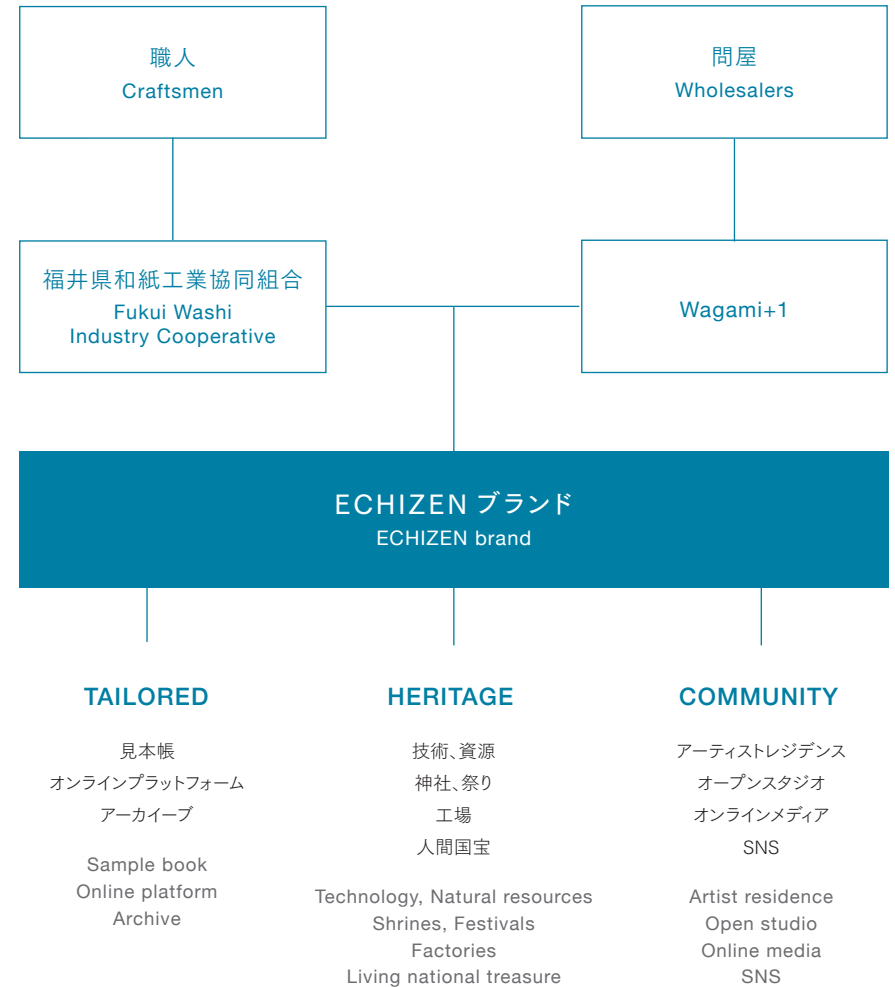 職人
Craftsmen
問屋
Wholesalers
福井県和紙工業協同組合
Fukui Washi
Industry Cooperative
Wagami+1
ECHIZEN ブランド
ECHIZEN brand
TAILORED
見本帳
オンラインプラットフォーム
アーカイーブ
Sample book
Online platform
Archive
HERITAGE
技術、資源
神社、祭り
工場
人間国宝
Technology, Natural resources
Shrines, Festivals
Factories
Living national treasure
COMMUNITY
アーティストレジデンス
オープンスタジオ
オンラインメディア
SNS
Artist residence
Open studio
Online media
SNS